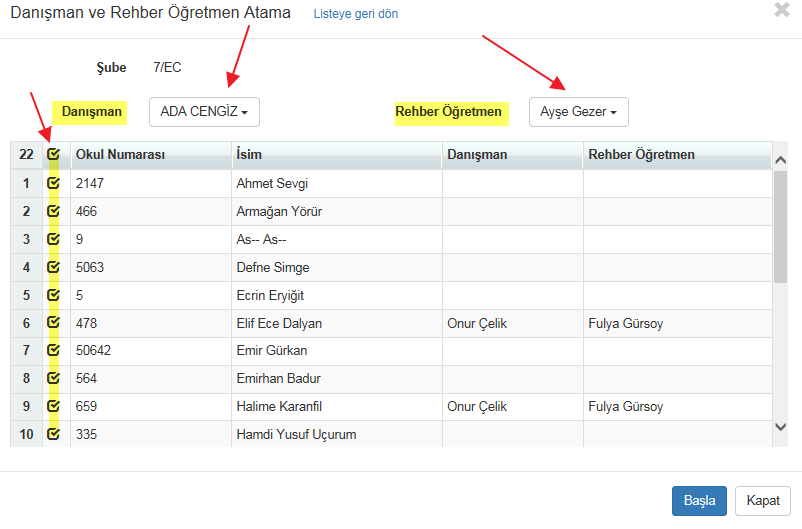 Danışman ve Rehber Öğretmen Atama Listeye geri dön
Şube 7/EC
Danışman ADA CENGİZ Rehber Öğretmen Ayşe Gezer
22 Okul Numarası İsim Danışman Rehber Öğretmen
1 2147 Ahmet Sevgi
2 466 Armağan Yörür
3 9 As-- As--
4 5063 Defne Simge
5 5 Ecrin Eryiğit
6 478 Elif Ece Dalyan Onur Çelik Fulya Gürsoy
7 50642 Emir Gürkan
8 564 Emirhan Badur
9 659 Halime Karanfil Onur Çelik Fulya Gürsoy
10 335 Hamdi Yusuf Uçurum
Başla Kapat